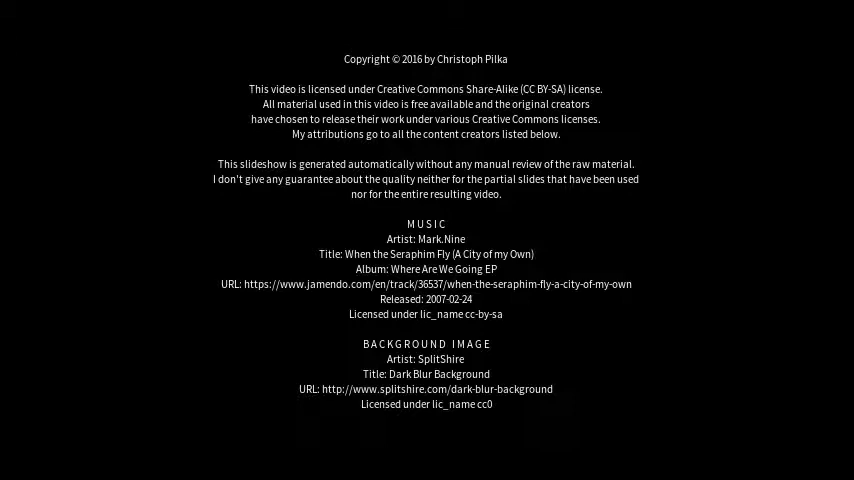 Copyright © 2016 by Christoph Pilka
This video is licensed under Creative Commons Share-Alike (CC BY-SA) license.
All material used in this video is free available and the original creators
have chosen to release their work under various Creative Commons licenses.
My attributions go to all the content creators listed below.
This slideshow is generated automatically without any manual review of the raw material.
I don't give any guarantee about the quality neither for the partial slides that have been used
nor for the entire resulting video.
M U S I C
Artist: Mark.Nine
Title: When the Seraphim Fly (A City of my Own)
Album: Where Are We Going EP
URL: https://www.jamendo.com/en/track/36537/when-the-seraphim-fly-a-city-of-my-own
Released: 2007-02-24
Licensed under lic_name cc-by-sa
B A C K G R O U N D   I M A G E
Artist: SplitShire
Title: Dark Blur Background
URL: http://www.splitshire.com/dark-blur-background
Licensed under lic_name cc0